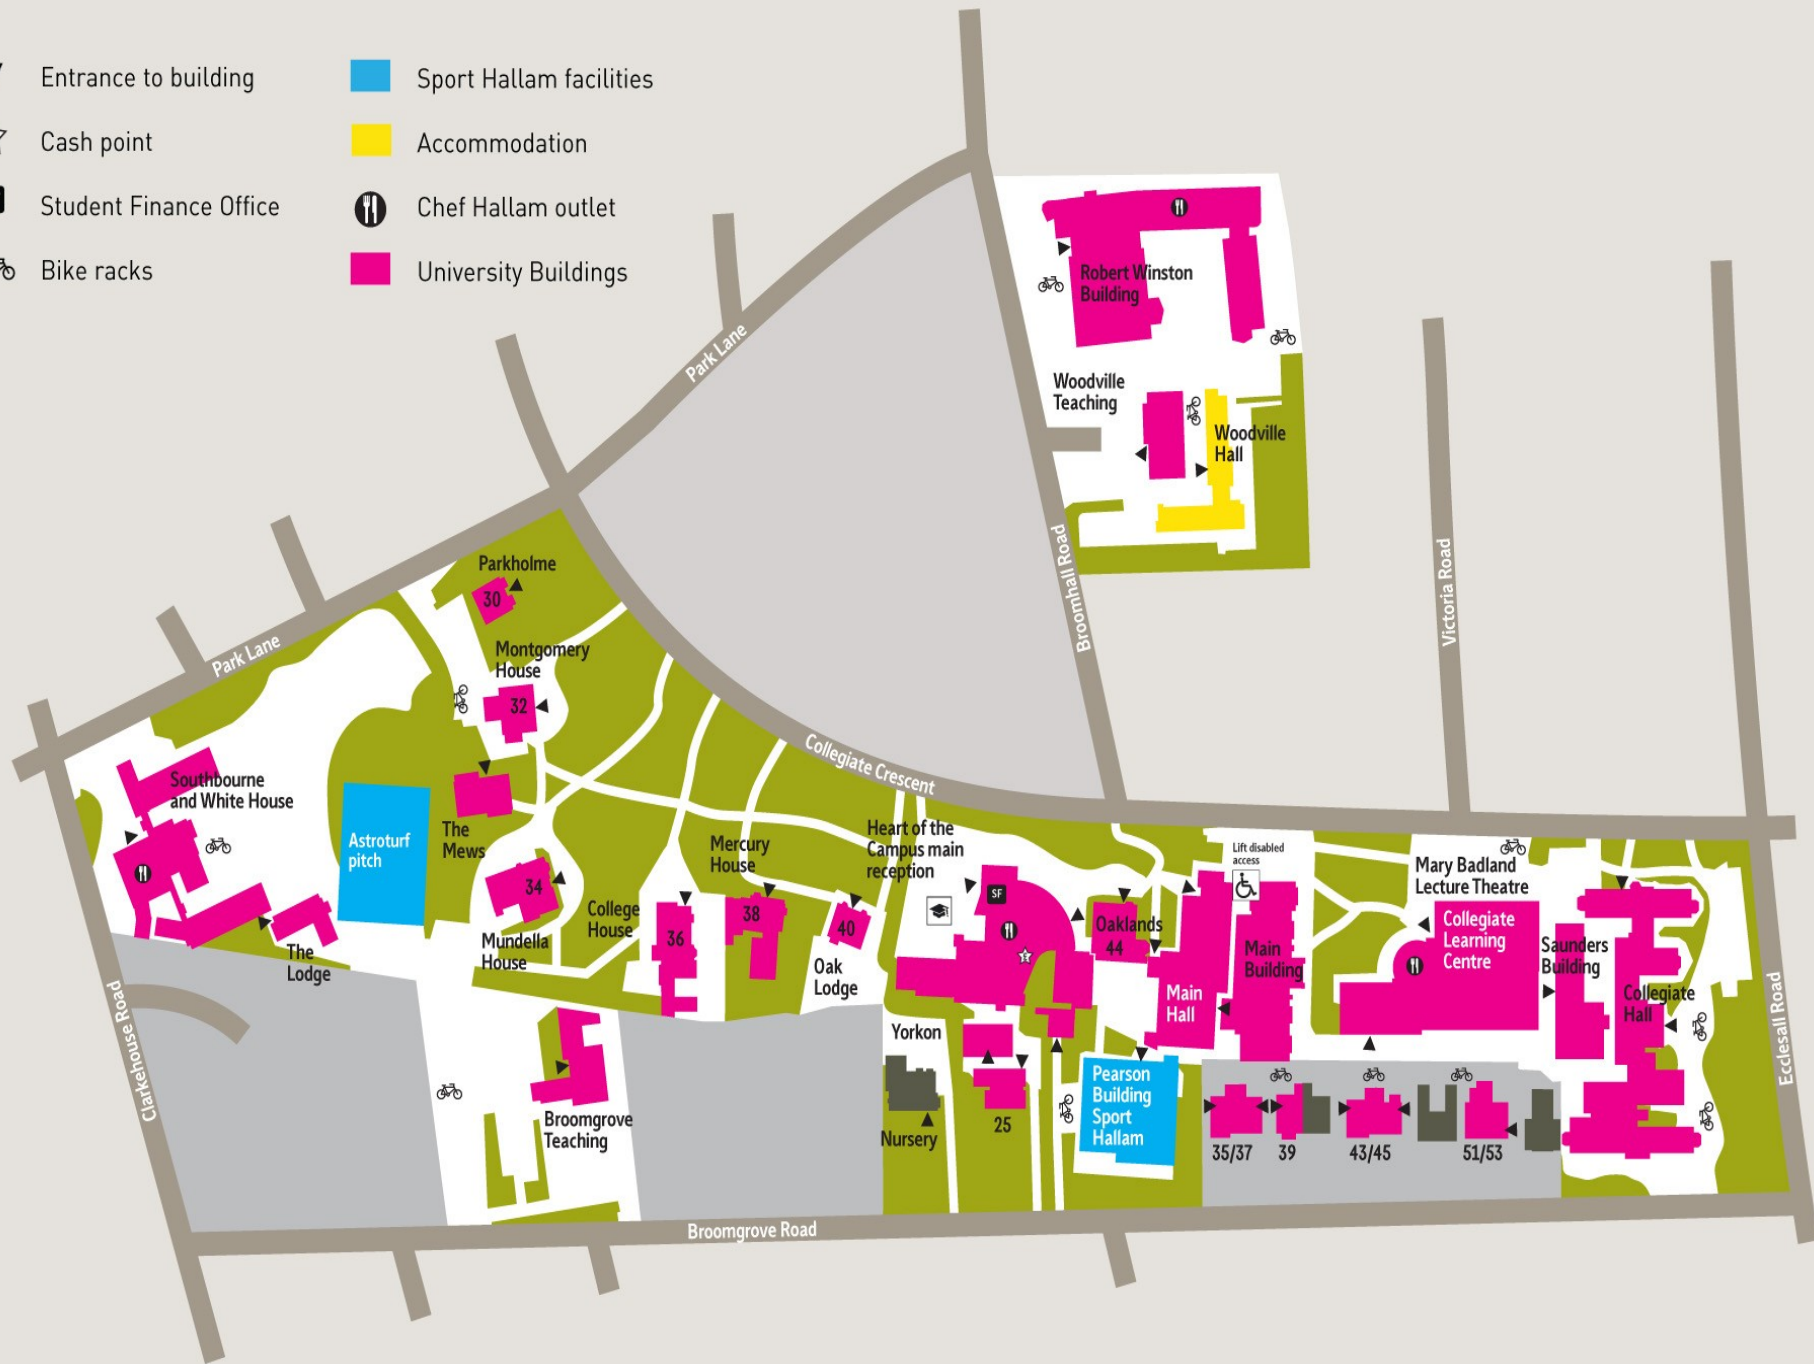 Entrance to building
Cash point
Student Finance Office
Bike racks
Sport Hallam facilities
Accommodation
Chef Hallam outlet
University Buildings
Robert Winston
Building
Woodville
Teaching
Woodville
Hall
Park Lane
Broomhall Road
Victoria Road
Parkholme
30
Montgomery
House
32
Park Lane
Collegiate Crescent
Southbourne
and White House
Astroturf
pitch
The
Mews
Mercury
House
Heart of the
Campus main
reception
Lift disabled
access
Mary Badland
Lecture Theatre
34
College
House
36
38
40
SF
£
Oaklands
44
Main
Building
Collegiate
Learning
Centre
Saunders
Building
Mundella
House
The
Lodge
Oak
Lodge
Main
Hall
Collegiate
Hall
Clarkehouse Road
Ecclesall Road
Yorkon
Broomgrove
Teaching
Nursery
25
Pearson
Building
Sport
Hallam
35/37
39
43/45
51/53
Broomgrove Road